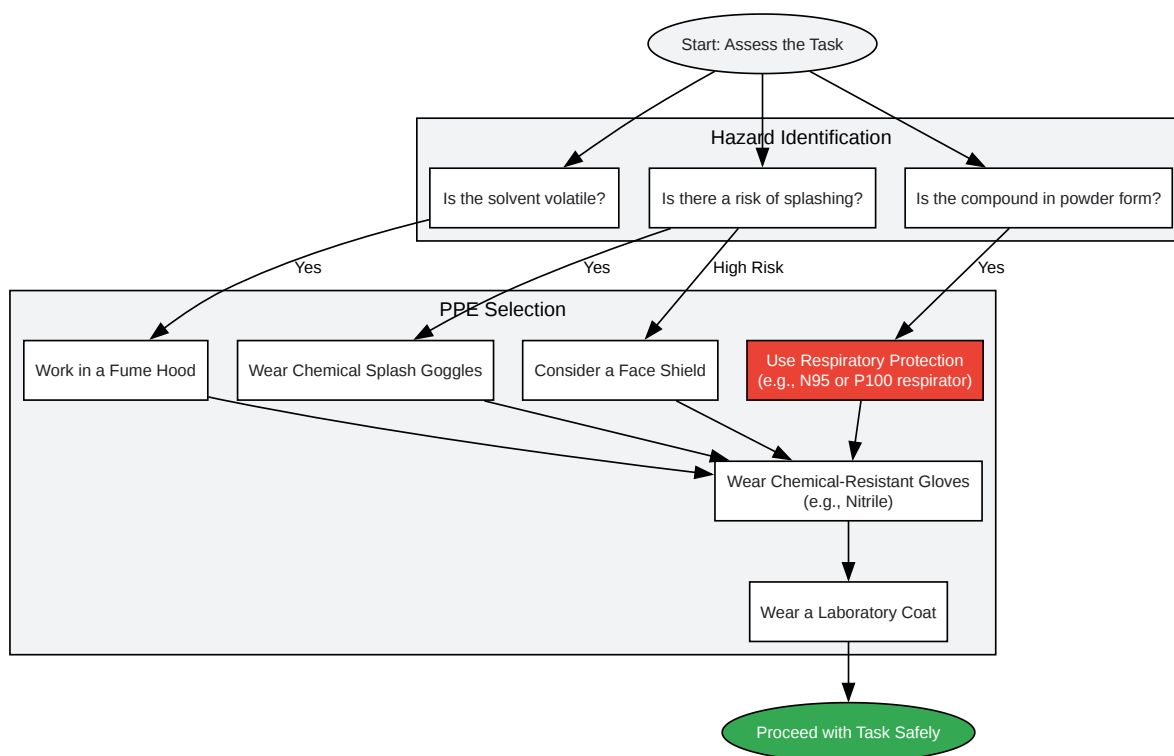 Start: Assess the Task
Hazard Identification
Is the solvent volatile?
Is there a risk of splashing?
Is the compound in powder form?
Yes
Yes
High Risk
Yes
PPE Selection
Work in a Fume Hood
Wear Chemical Splash Goggles
Consider a Face Shield
Use Respiratory Protection
(e.g., N95 or P100 respirator)
Wear Chemical-Resistant Gloves
(e.g., Nitrile)
Wear a Laboratory Coat
Proceed with Task Safely